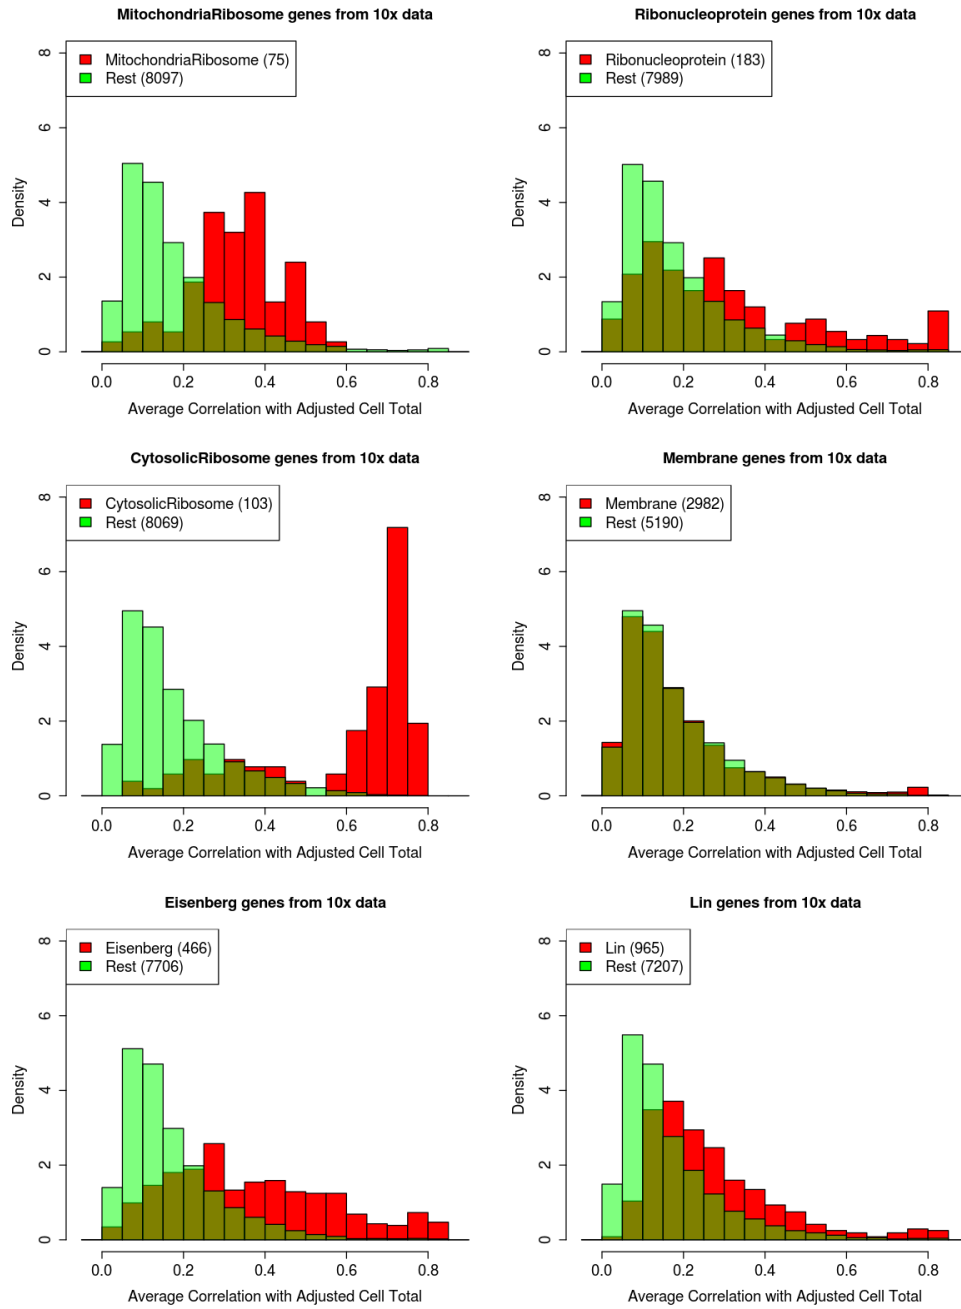 MitochondriaRibosome genes from 10x data
MitochondriaRibosome (75)
Rest (8097)
Density
0 2 4 6 8
0.0 0.2 0.4 0.6 0.8
Average Correlation with Adjusted Cell Total
Ribonucleoprotein genes from 10x data
Ribonucleoprotein (183)
Rest (7989)
Density
0 2 4 6 8
0.0 0.2 0.4 0.6 0.8
Average Correlation with Adjusted Cell Total
CytosolicRibosome genes from 10x data
CytosolicRibosome (103)
Rest (8069)
Density
0 2 4 6 8
0.0 0.2 0.4 0.6 0.8
Average Correlation with Adjusted Cell Total
Membrane genes from 10x data
Membrane (2982)
Rest (5190)
Density
0 2 4 6 8
0.0 0.2 0.4 0.6 0.8
Average Correlation with Adjusted Cell Total
Eisenberg genes from 10x data
Eisenberg (466)
Rest (7706)
Density
0 2 4 6 8
0.0 0.2 0.4 0.6 0.8
Average Correlation with Adjusted Cell Total
Lin genes from 10x data
Lin (965)
Rest (7207)
Density
0 2 4 6 8
0.0 0.2 0.4 0.6 0.8
Average Correlation with Adjusted Cell Total